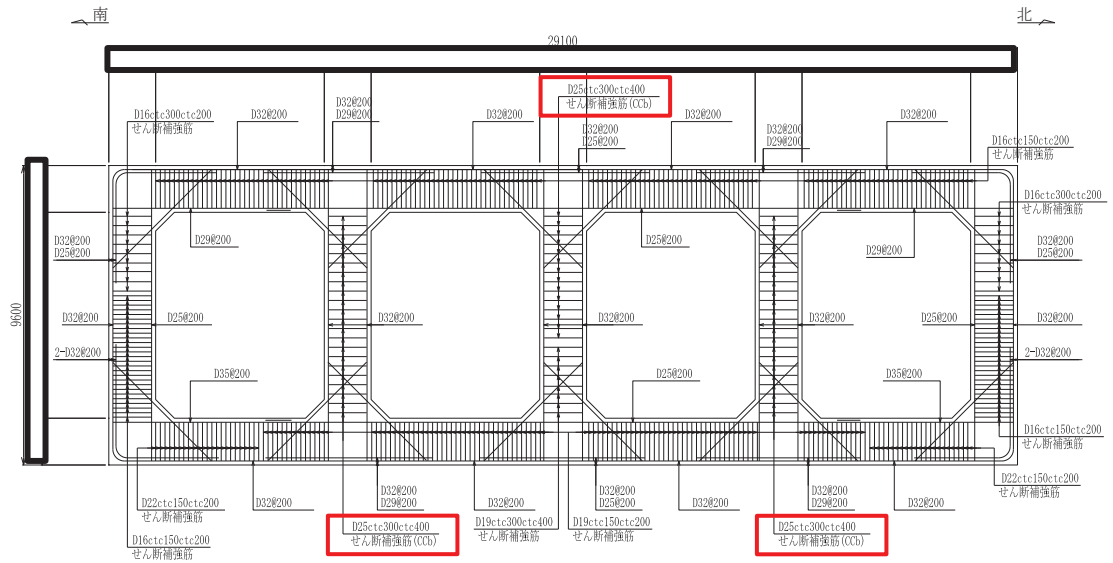 南
北
29100
D25ctc300ctc400
せん断補強筋(CCb)
D16ctc300ctc200
せん断補強筋
D32@200
D32@200
D29@200
D32@200
D32@200
D25@200
D32@200
D32@200
D29@200
D32@200
D16ctc150ctc200
せん断補強筋
D16ctc300ctc200
せん断補強筋
D32@200
D25@200
D29@200
D25@200
D29@200
D32@200
D25@200
9600
D32@200
D25@200
D32@200
D32@200
D32@200
D25@200
D32@200
2-D32@200
2-D32@200
D35@200
D25@200
D35@200
D16ctc150ctc200
せん断補強筋
D22ctc150ctc200
せん断補強筋
D32@200
D32@200
D29@200
D32@200
D32@200
D25@200
D32@200
D32@200
D29@200
D32@200
D22ctc150ctc200
せん断補強筋
D16ctc150ctc200
せん断補強筋
D25ctc300ctc400
せん断補強筋(CCb)
D19ctc300ctc400
せん断補強筋
D19ctc150ctc200
せん断補強筋
D25ctc300ctc400
せん断補強筋(CCb)